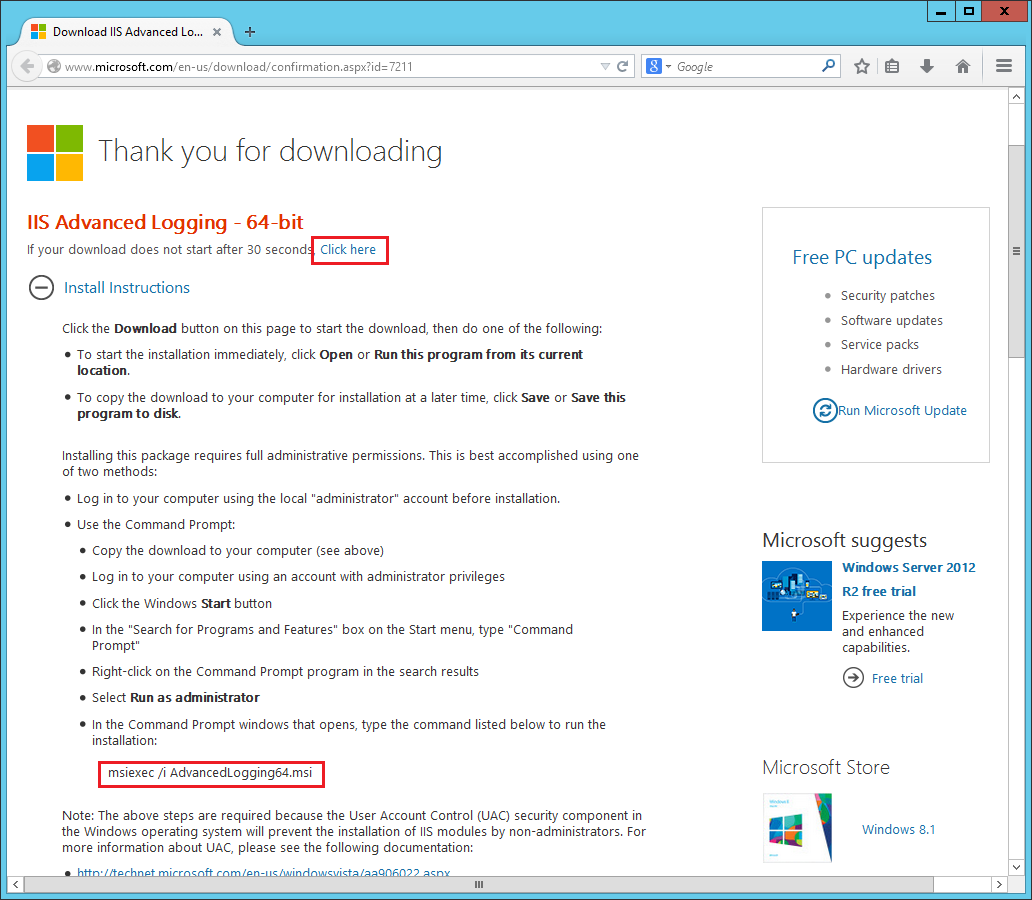 Download IIS Advanced Lo...
www.microsoft.com/en-us/download/confirmation.aspx?id=7211
Google
Thank you for downloading
IIS Advanced Logging - 64-bit
If your download does not start after 30 seconds, Click here
Install Instructions
Click the Download button on this page to start the download, then do one of the following:
• To start the installation immediately, click Open or Run this program from its current
location.
• To copy the download to your computer for installation at a later time, click Save or Save this
program to disk.
Installing this package requires full administrative permissions. This is best accomplished using one
of two methods:
• Log in to your computer using the local "administrator" account before installation.
• Use the Command Prompt:
• Copy the download to your computer (see above)
• Log in to your computer using an account with administrator privileges
• Click the Windows Start button
• In the "Search for Programs and Features" box on the Start menu, type "Command
Prompt"
• Right-click on the Command Prompt program in the search results
• Select Run as administrator
• In the Command Prompt windows that opens, type the command listed below to run the
installation:
msiexec /i AdvancedLogging64.msi
Note: The above steps are required because the User Account Control (UAC) security component in
the Windows operating system will prevent the installation of IIS modules by non-administrators. For
more information about UAC, please see the following documentation:
• http://technet.microsoft.com/en-us/windowsvista/aa906022.aspx
Free PC updates
• Security patches
• Software updates
• Service packs
• Hardware drivers
Run Microsoft Update
Microsoft suggests
Windows Server 2012
R2 free trial
Experience the new
and enhanced
capabilities.
Free trial
Microsoft Store
Windows 8.1